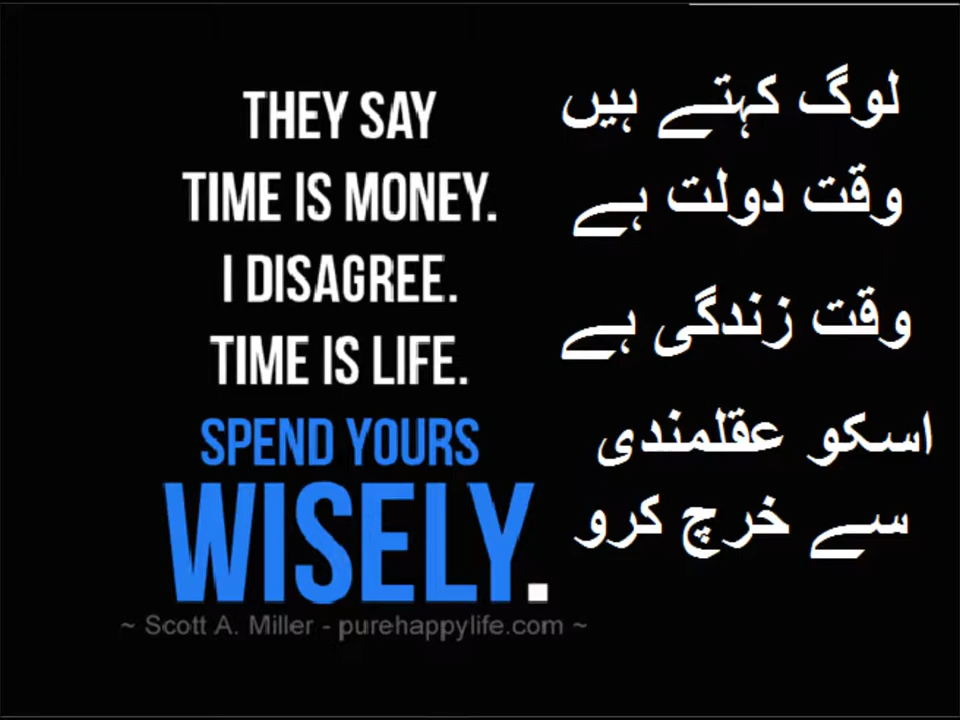 THEY SAY
TIME IS MONEY.
I DISAGREE.
TIME IS LIFE.
SPEND YOURS
WISELY.
~ Scott A. Miller - purehappylife.com ~
لوگ کہتے ہیں
وقت دولت ہے
وقت زندگی ہے
اسکو عقلمندی
سے خرچ کرو